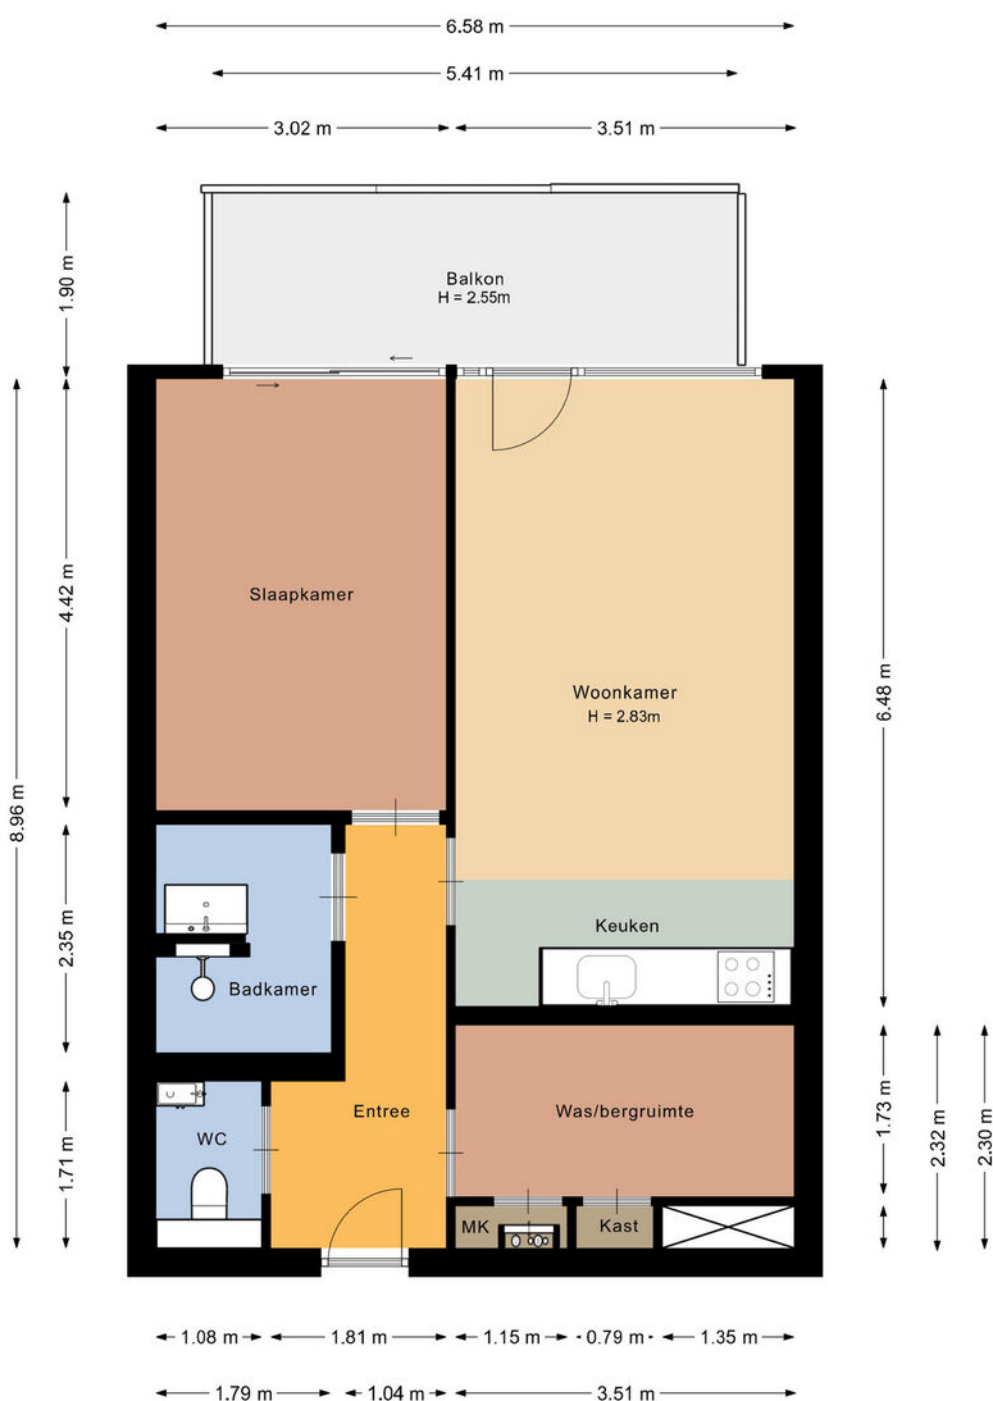 6.58 m
5.41 m
3.02 m
3.51 m
1.90 m
Balkon
H = 2.55m
4.42 m
Slaapkamer
Woonkamer
H = 2.83m
6.48 m
8.96 m
2.35 m
Keuken
Badkamer
1.71 m
WC
Entree
Was/bergruimte
1.73 m
2.32 m
2.30 m
MK
Kast
1.08 m
1.81 m
1.15 m
0.79 m
1.35 m
1.79 m
1.04 m
3.51 m